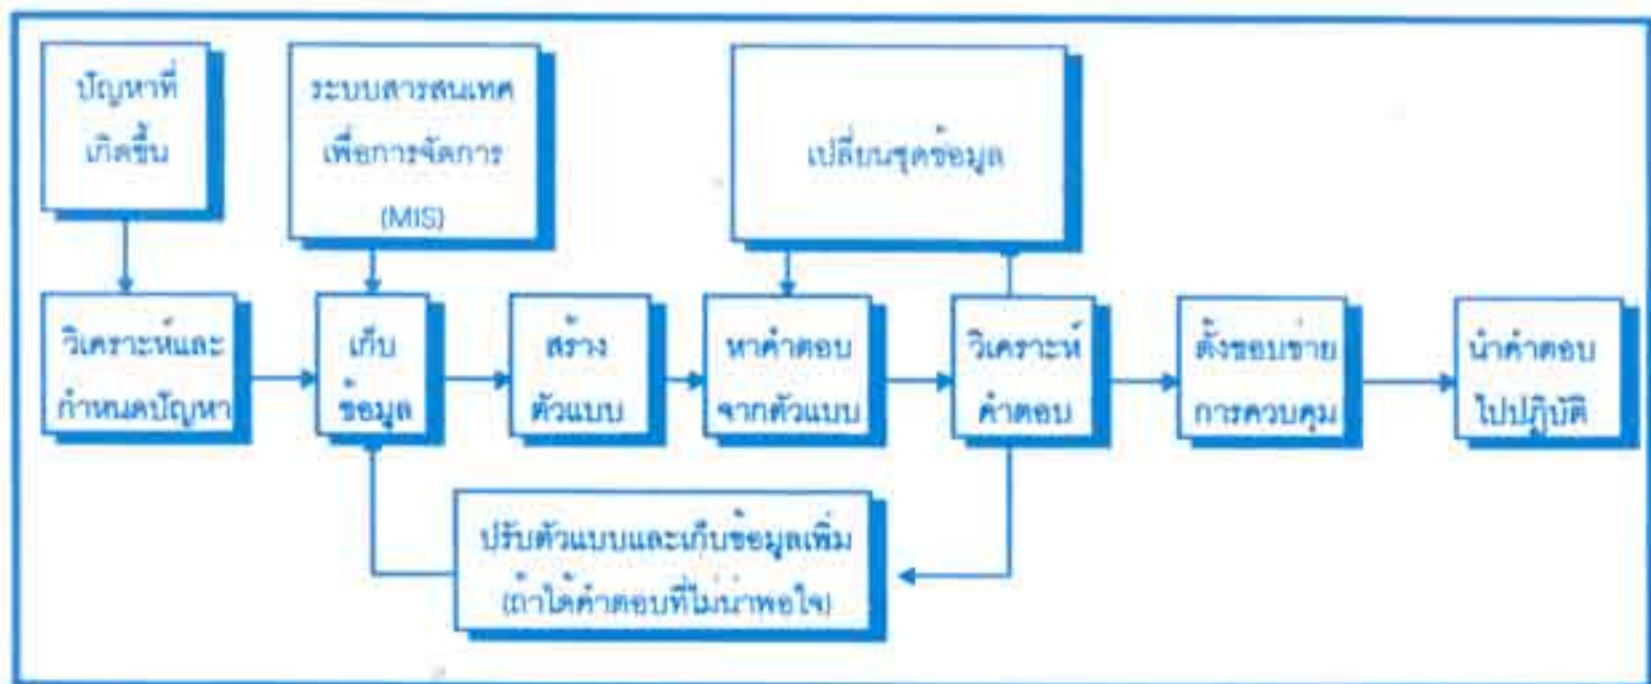 ปัญหาที่
เกิดขึ้น
ระบบสารสนเทศ
เพื่อการจัดการ
(MIS)
เปลี่ยนชุดข้อมูล
วิเคราะห์และ
กำหนดปัญหา
เก็บ
ข้อมูล
สร้าง
ตัวแบบ
หาคำตอบ
จากตัวแบบ
วิเคราะห์
คำตอบ
ตั้งขอบข่าย
การควบคุม
นำคำตอบ
ไปปฏิบัติ
ปรับตัวแบบและเก็บข้อมูลเพิ่ม
(ถ้าได้คำตอบที่ไม่น่าพอใจ)